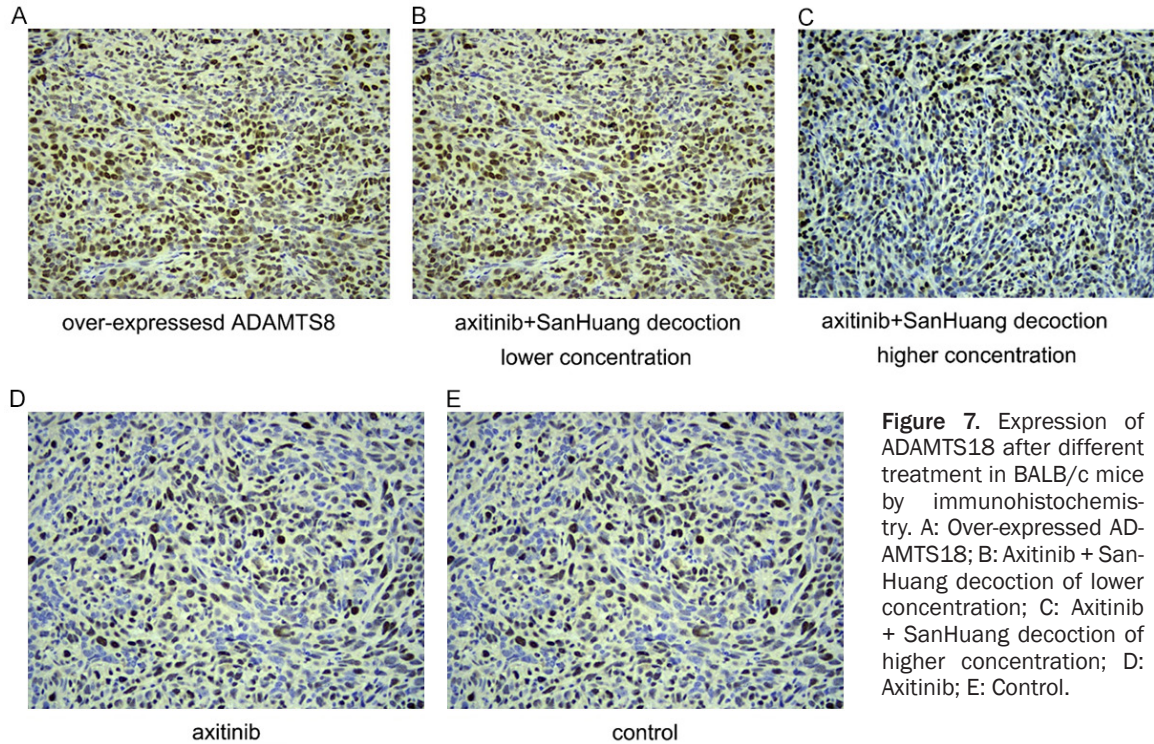 A
B
C
over-expressesd ADAMTS8
axitinib+SanHuang decoction
lower concentration
axitinib+SanHuang decoction
higher concentration
D
E
axitinib
control
Figure 7. Expression of
ADAMTS18 after different
treatment in BALB/c mice
by immunohistochemis-
try. A: Over-expressed AD-
AMTS18; B: Axitinib + San-
Huang decoction of lower
concentration; C: Axitinib
+ SanHuang decoction of
higher concentration; D:
Axitinib; E: Control.